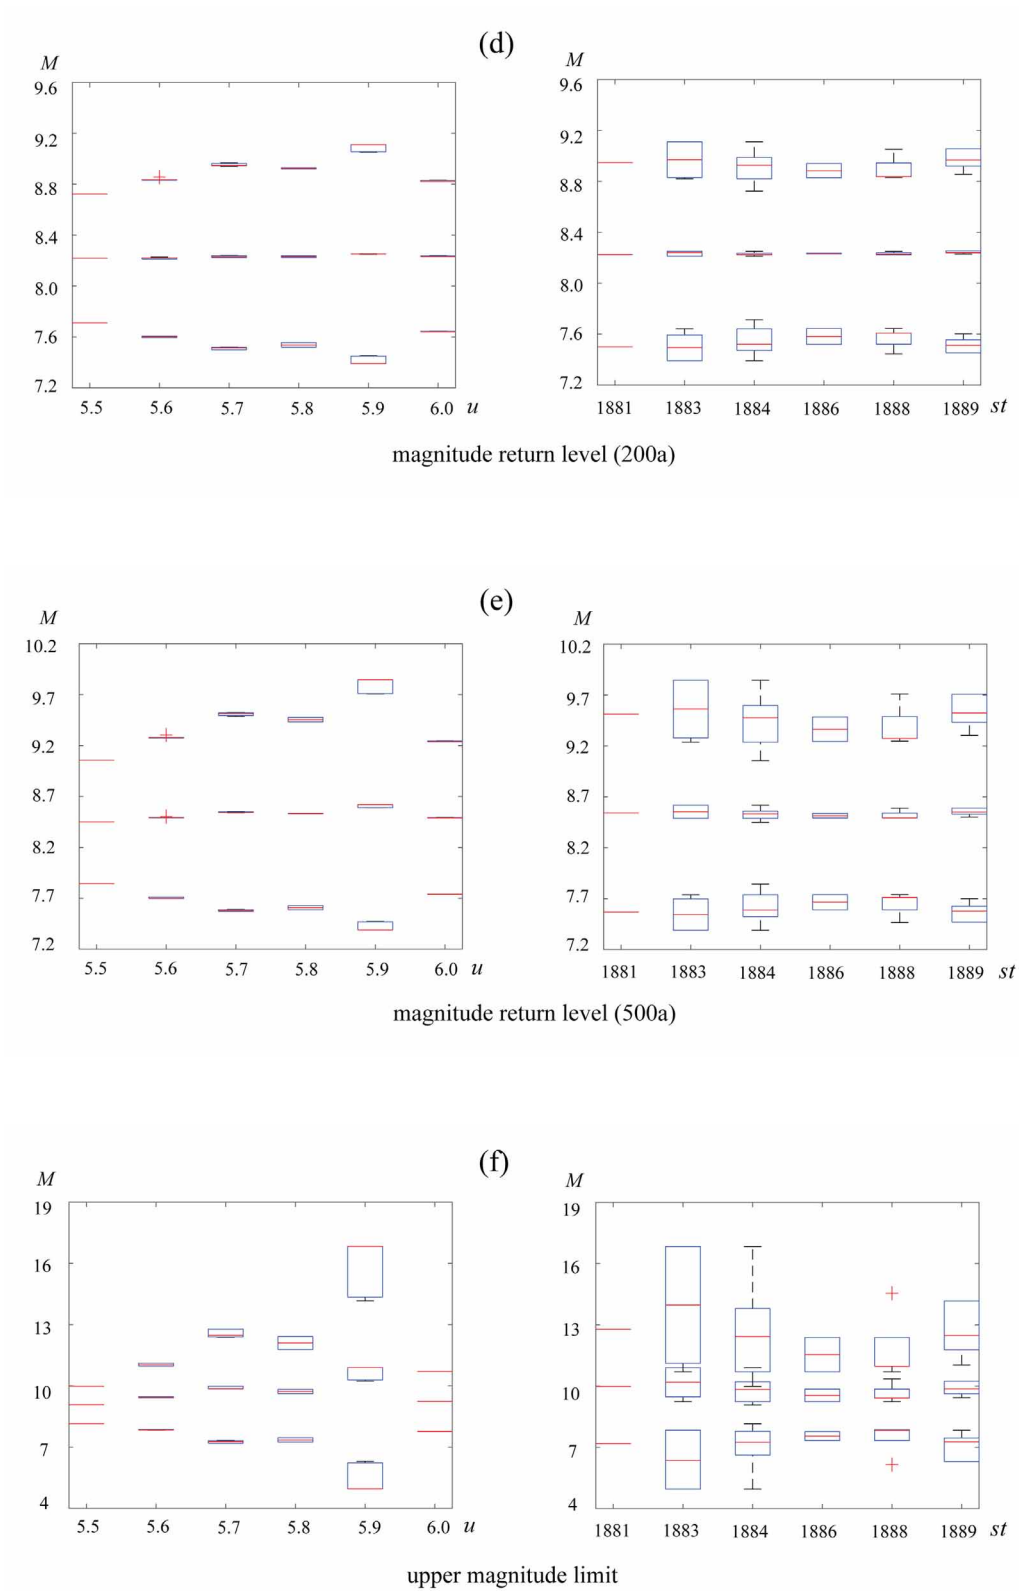 (d)
M
9.6
9.2
8.8
8.4
8.0
7.6
7.2
5.5 5.6 5.7 5.8 5.9 6.0 u
M
9.6
9.2
8.8
8.4
8.0
7.6
7.2
1881 1883 1884 1886 1888 1889 st
magnitude return level (200a)
(e)
M
10.2
9.7
9.2
8.7
8.2
7.7
7.2
5.5 5.6 5.7 5.8 5.9 6.0 u
M
10.2
9.7
9.2
8.7
8.2
7.7
7.2
1881 1883 1884 1886 1888 1889 st
magnitude return level (500a)
(f)
M
19
16
13
10
7
4
5.5 5.6 5.7 5.8 5.9 6.0 u
M
19
16
13
10
7
4
1881 1883 1884 1886 1888 1889 st
upper magnitude limit